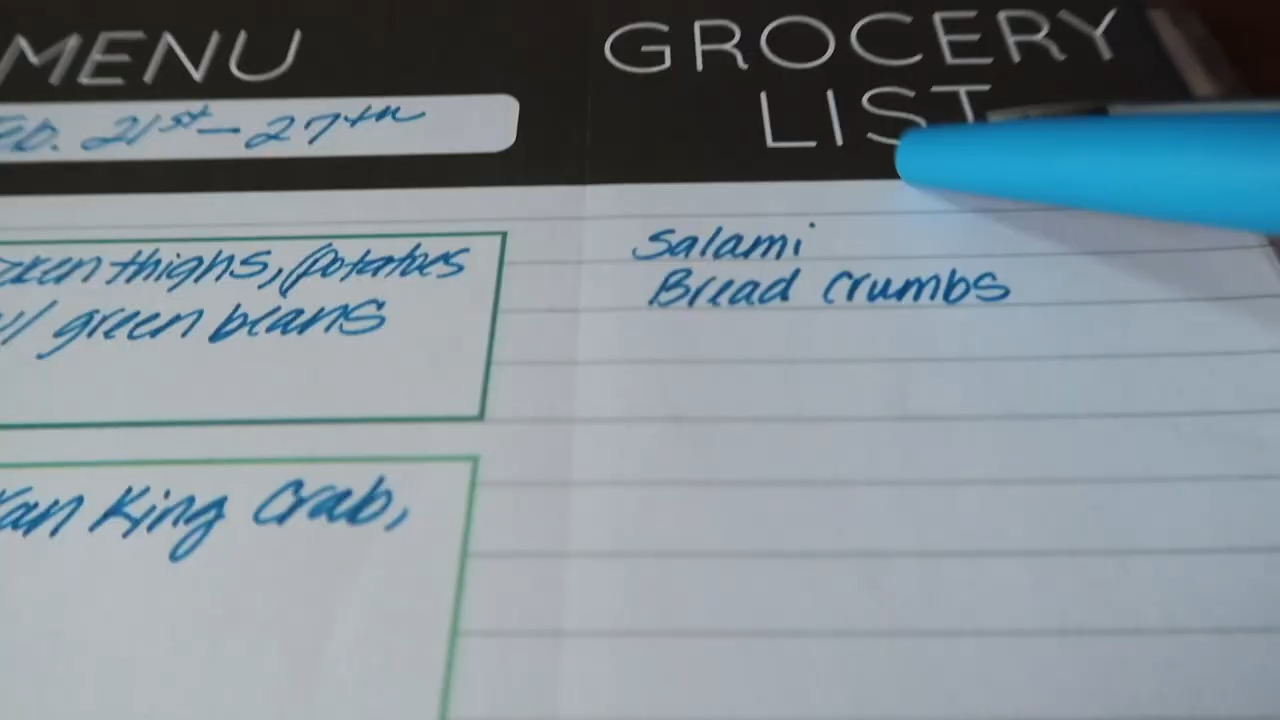 MENU
GROCERY
LIST
Feb. 21st - 27th
thighs, potatoes
w/ green beans
King Crab,
Salami
Bread crumbs